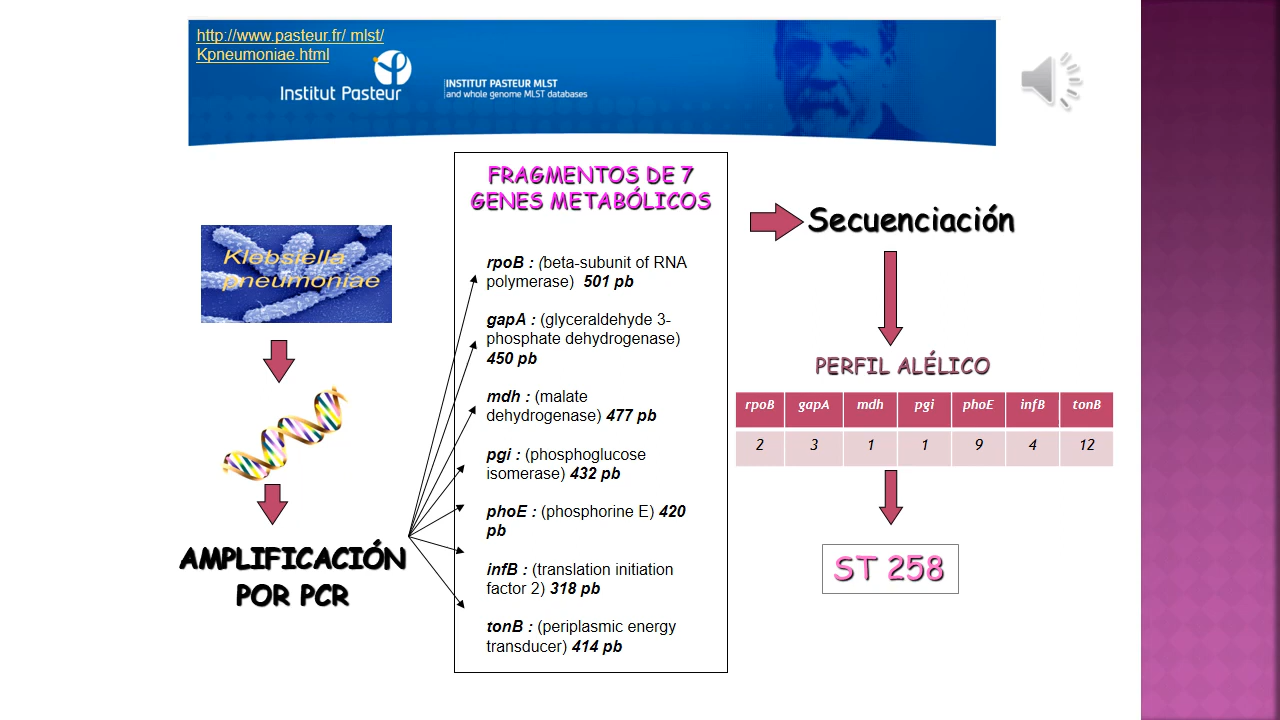 http://www.pasteur.fr/ mlst/
Kpneumoniae.html
Institut Pasteur
INSTITUT PASTEUR MLST
and whole genome MLST databases
Klebsiella
pneumoniae
AMPLIFICACIÓN
POR PCR
FRAGMENTOS DE 7
GENES METABÓLICOS
rpoB : (beta-subunit of RNA
polymerase) 501 pb
gapA : (glyceraldehyde 3-
phosphate dehydrogenase)
450 pb
mdh : (malate
dehydrogenase) 477 pb
pgi : (phosphoglucose
isomerase) 432 pb
phoE : (phosphorine E) 420
pb
infB : (translation initiation
factor 2) 318 pb
tonB : (periplasmic energy
transducer) 414 pb
Secuenciación
PERFIL ALÉLICO
rpoB gapA mdh pgi phoE infB tonB
2 3 1 1 9 4 12
ST 258